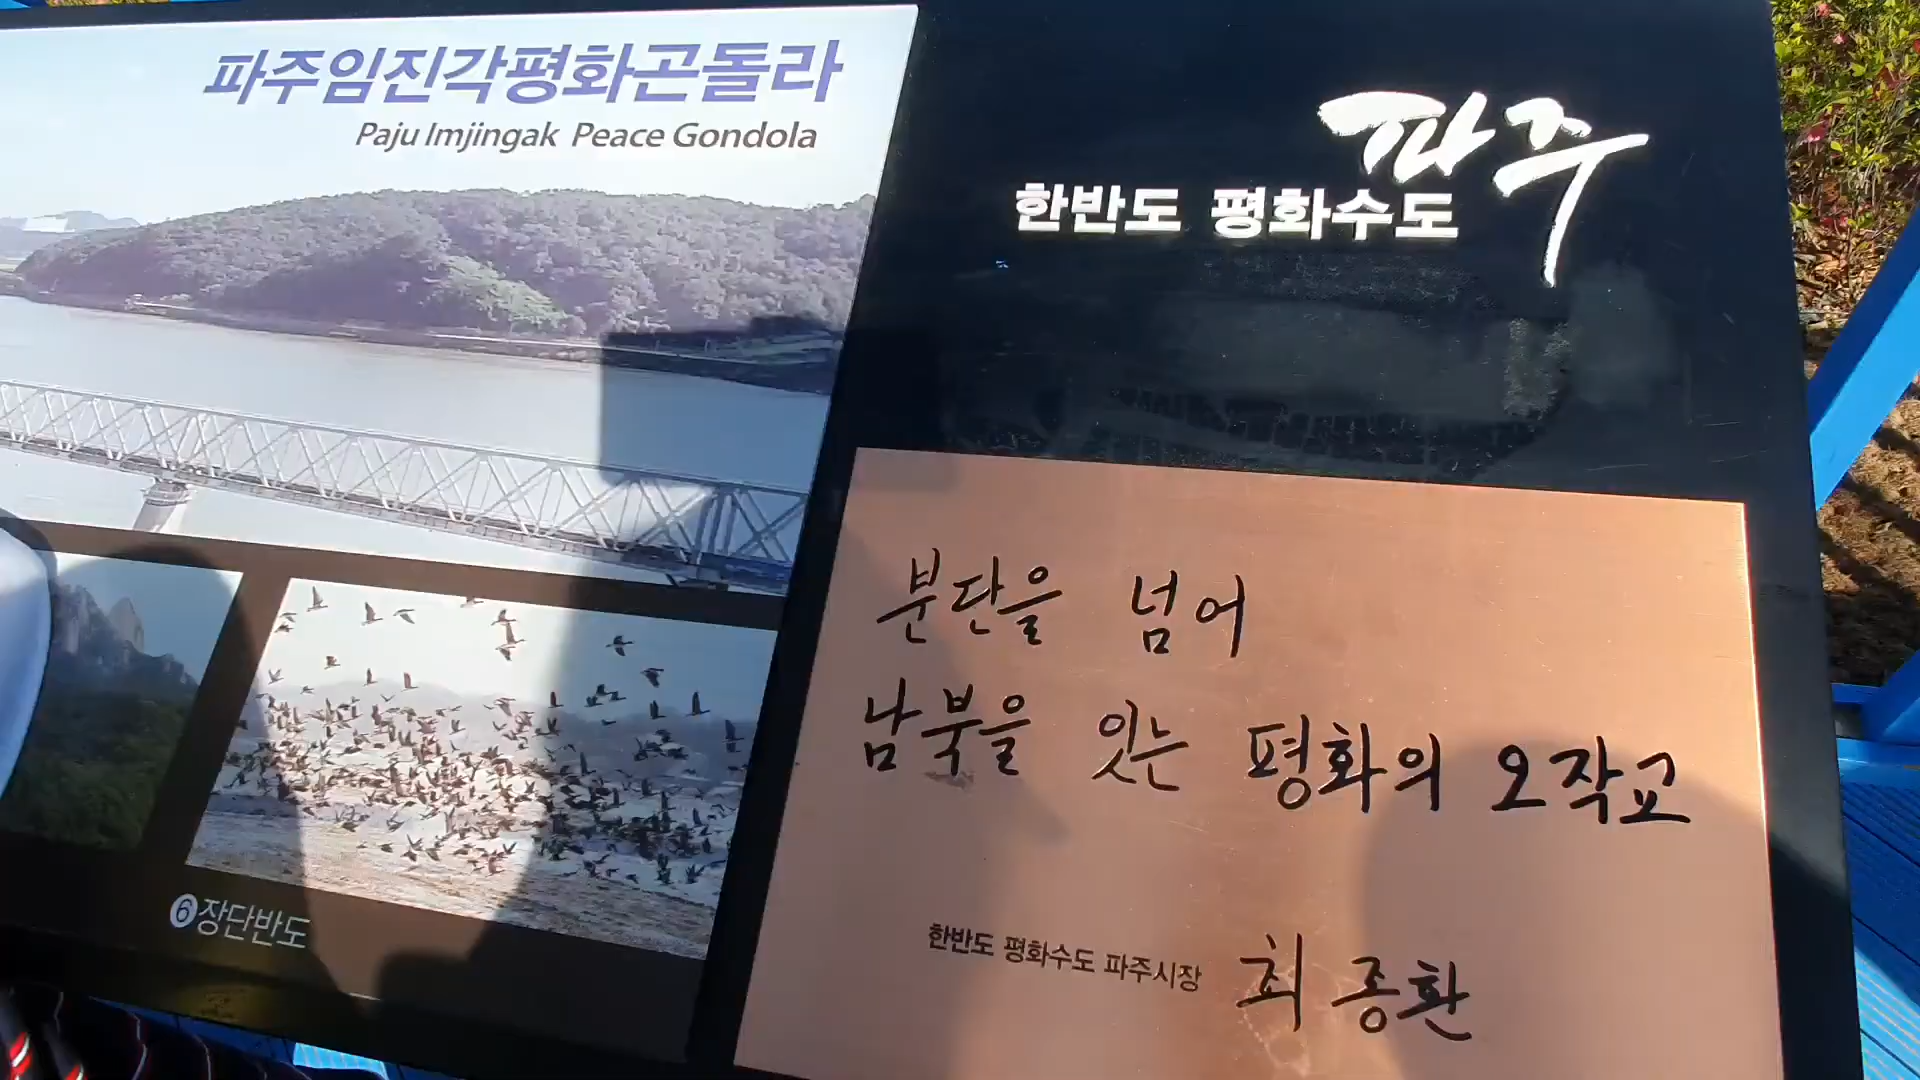 파주임진각평화곤돌라
Paju Imjingak Peace Gondola
❻장단반도
한반도 평화수도 파주
분단을 넘어
남북을 잇는 평화의 오작교
한반도 평화수도 파주시장 최종환